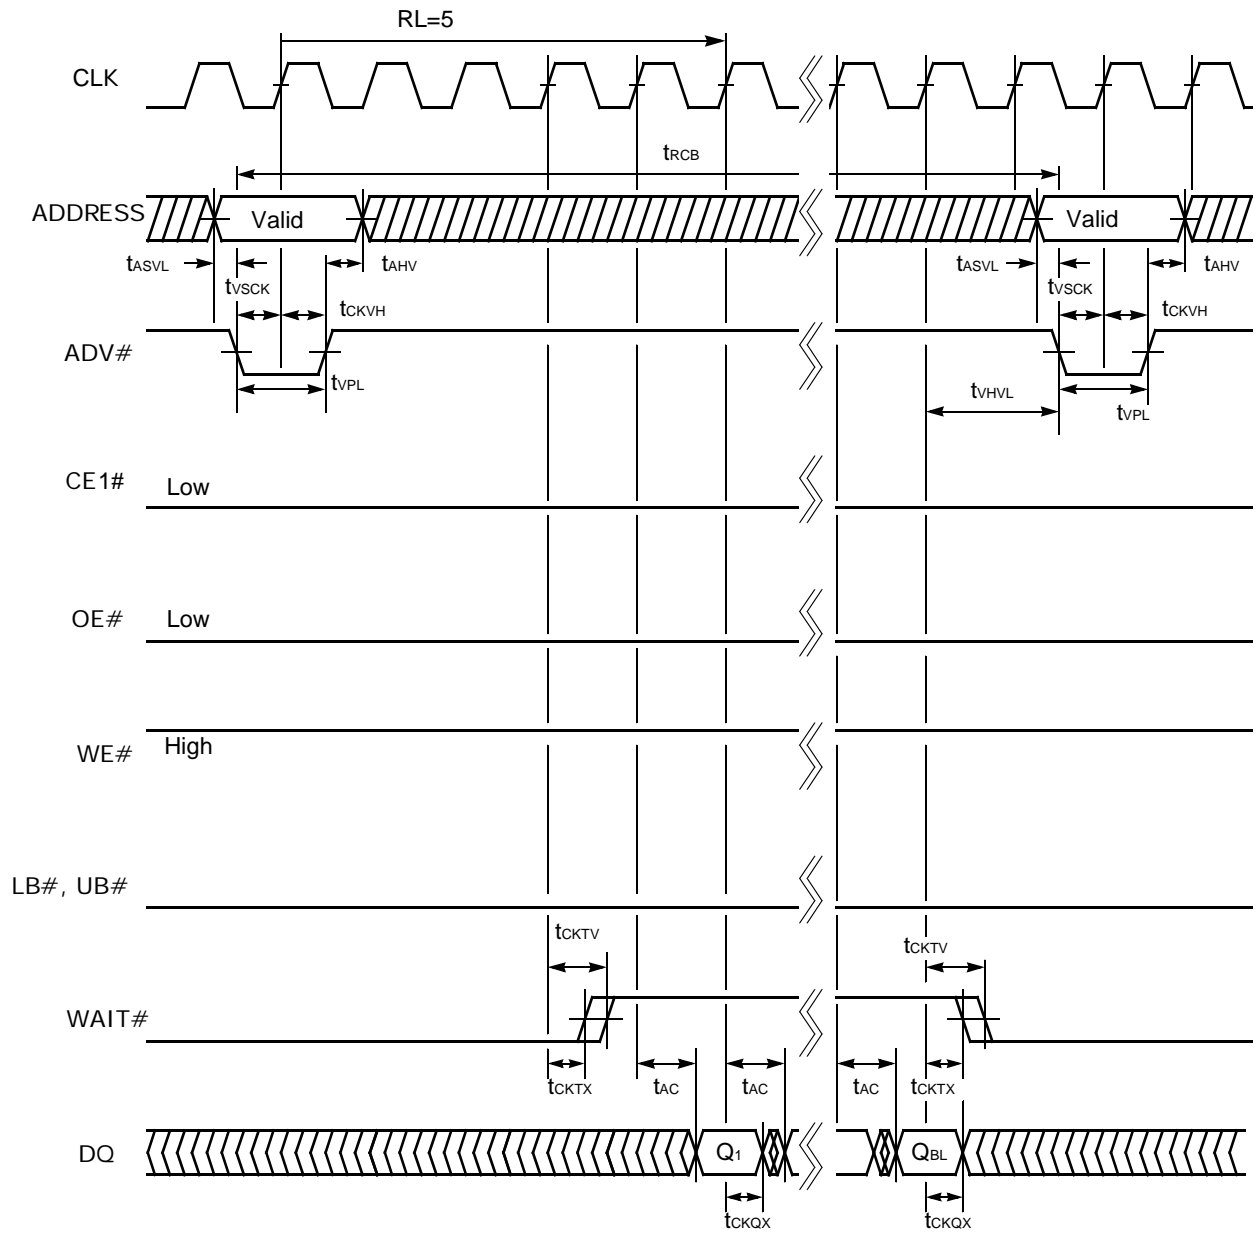 RL=5
CLK
tRCB
ADDRESS Valid Valid
tASVL tAHV tASVL tAHV
tVSCK tVSCK
tCKVH tCKVH
ADV#
tVPL tVHVL tVPL
CE1# Low
OE# Low
WE# High
LB#, UB#
tCKTV tCKTV
WAIT#
tCKTX tAC tAC tAC tCKTX
DQ Q1 QBL
tCKQX tCKQX